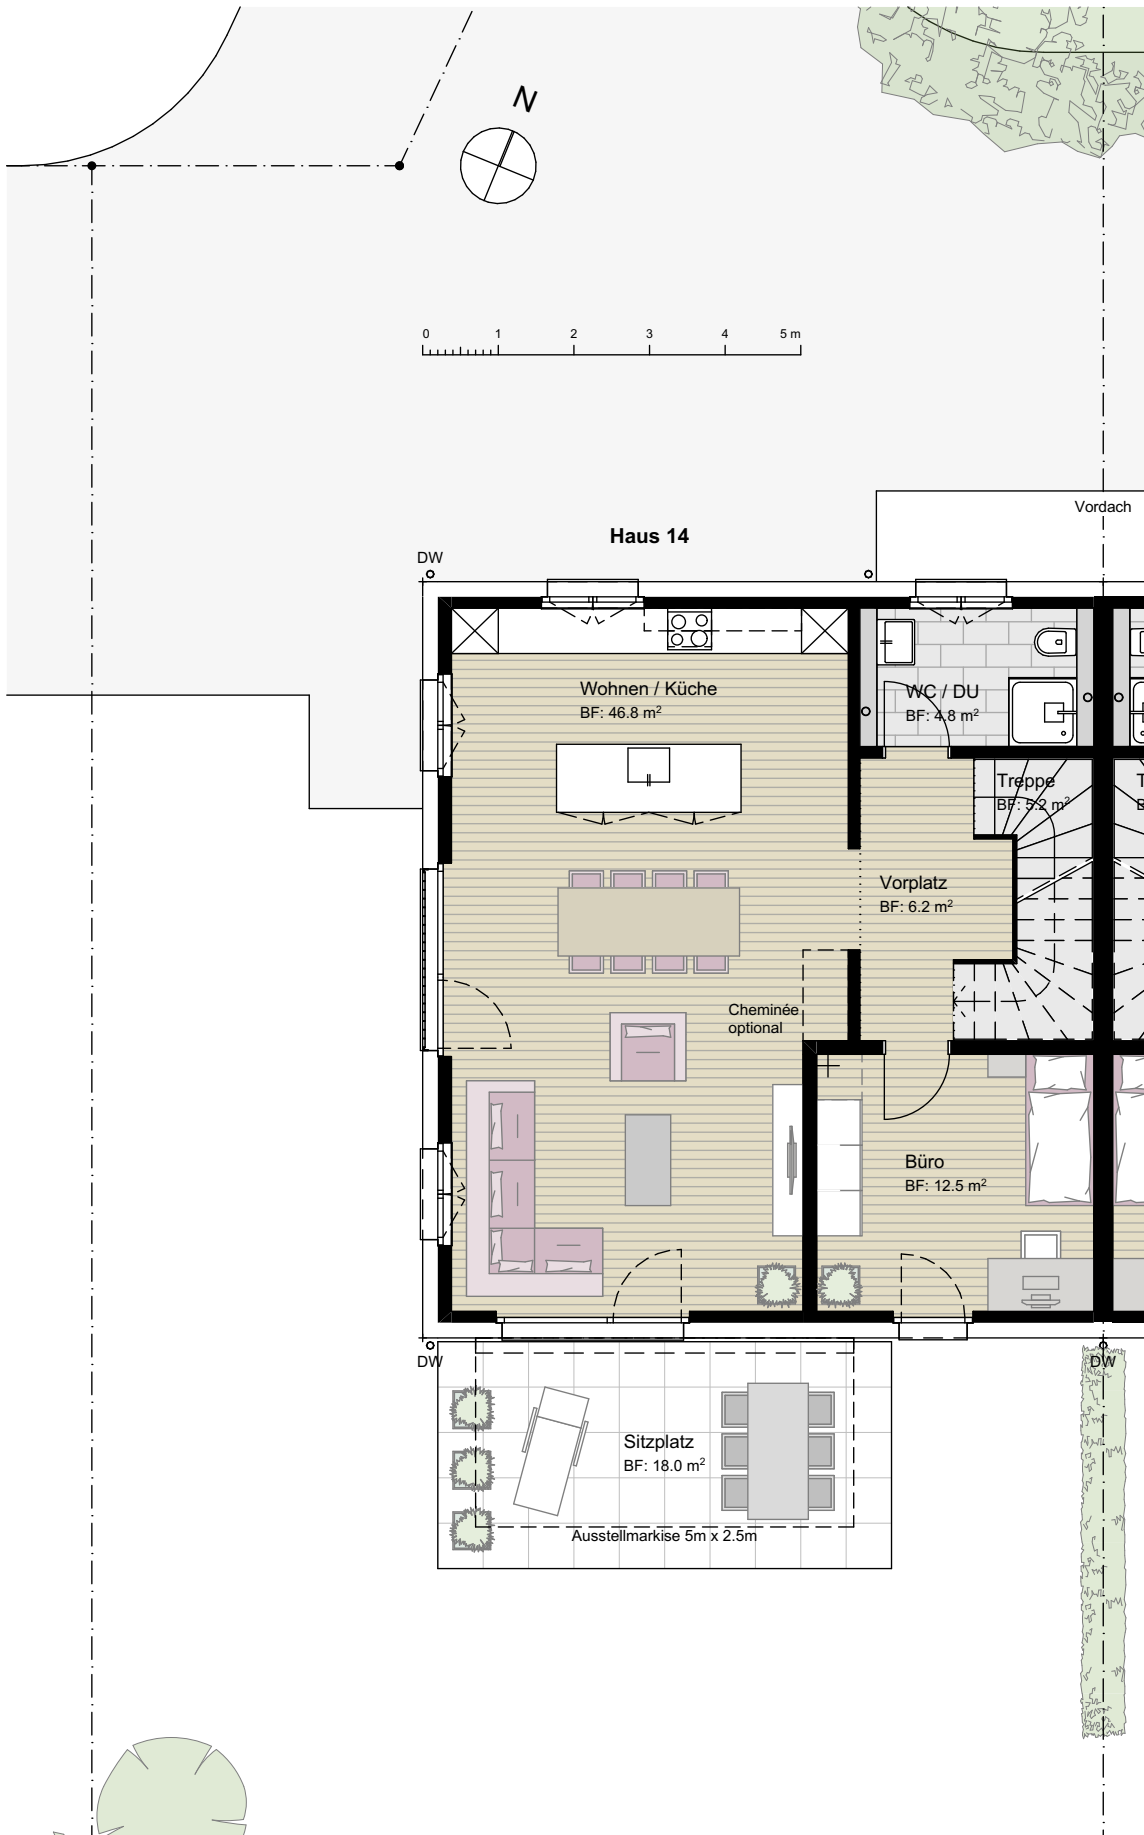 N
0 1 2 3 4 5 m
Vordach
Haus 14
DW
Wohnen / Küche
BF: 46.8 m²
WC / DU
BF: 4.8 m²
Treppe
BF: 5.2 m²
T
B
Vorplatz
BF: 6.2 m²
Cheminée
optional
Büro
BF: 12.5 m²
DW
DW
Sitzplatz
BF: 18.0 m²
Ausstellmarkise 5m x 2.5m